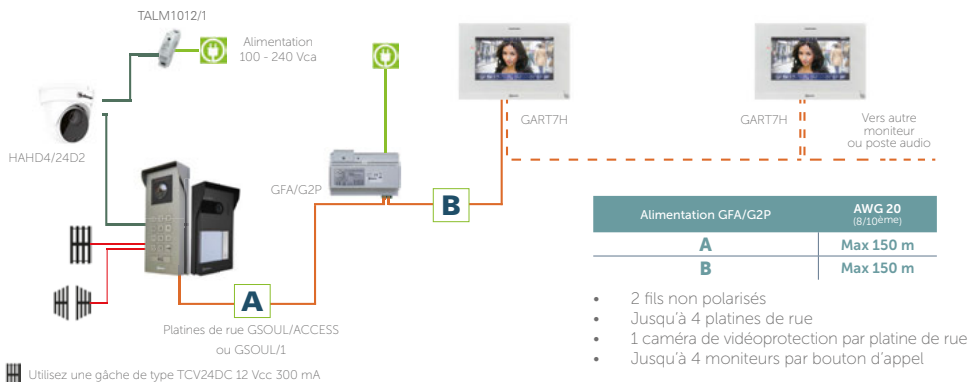 TALM1012/1
Alimentation
100 - 240 Vca
HAHD4/24D2
GFA/G2P
GART7H
GART7H
Vers autre
moniteur
ou poste audio
B
A
Platines de rue GSOUL/ACCESS
ou GSOUL/1
Utilisez une gâche de type TCV24DC 12 Vcc 300 mA
Alimentation GFA/G2P AWG 20
(8/10ème)
A Max 150 m
B Max 150 m
• 2 fils non polarisés
• Jusqu'à 4 platines de rue
• 1 caméra de vidéoprotection par platine de rue
• Jusqu'à 4 moniteurs par bouton d'appel